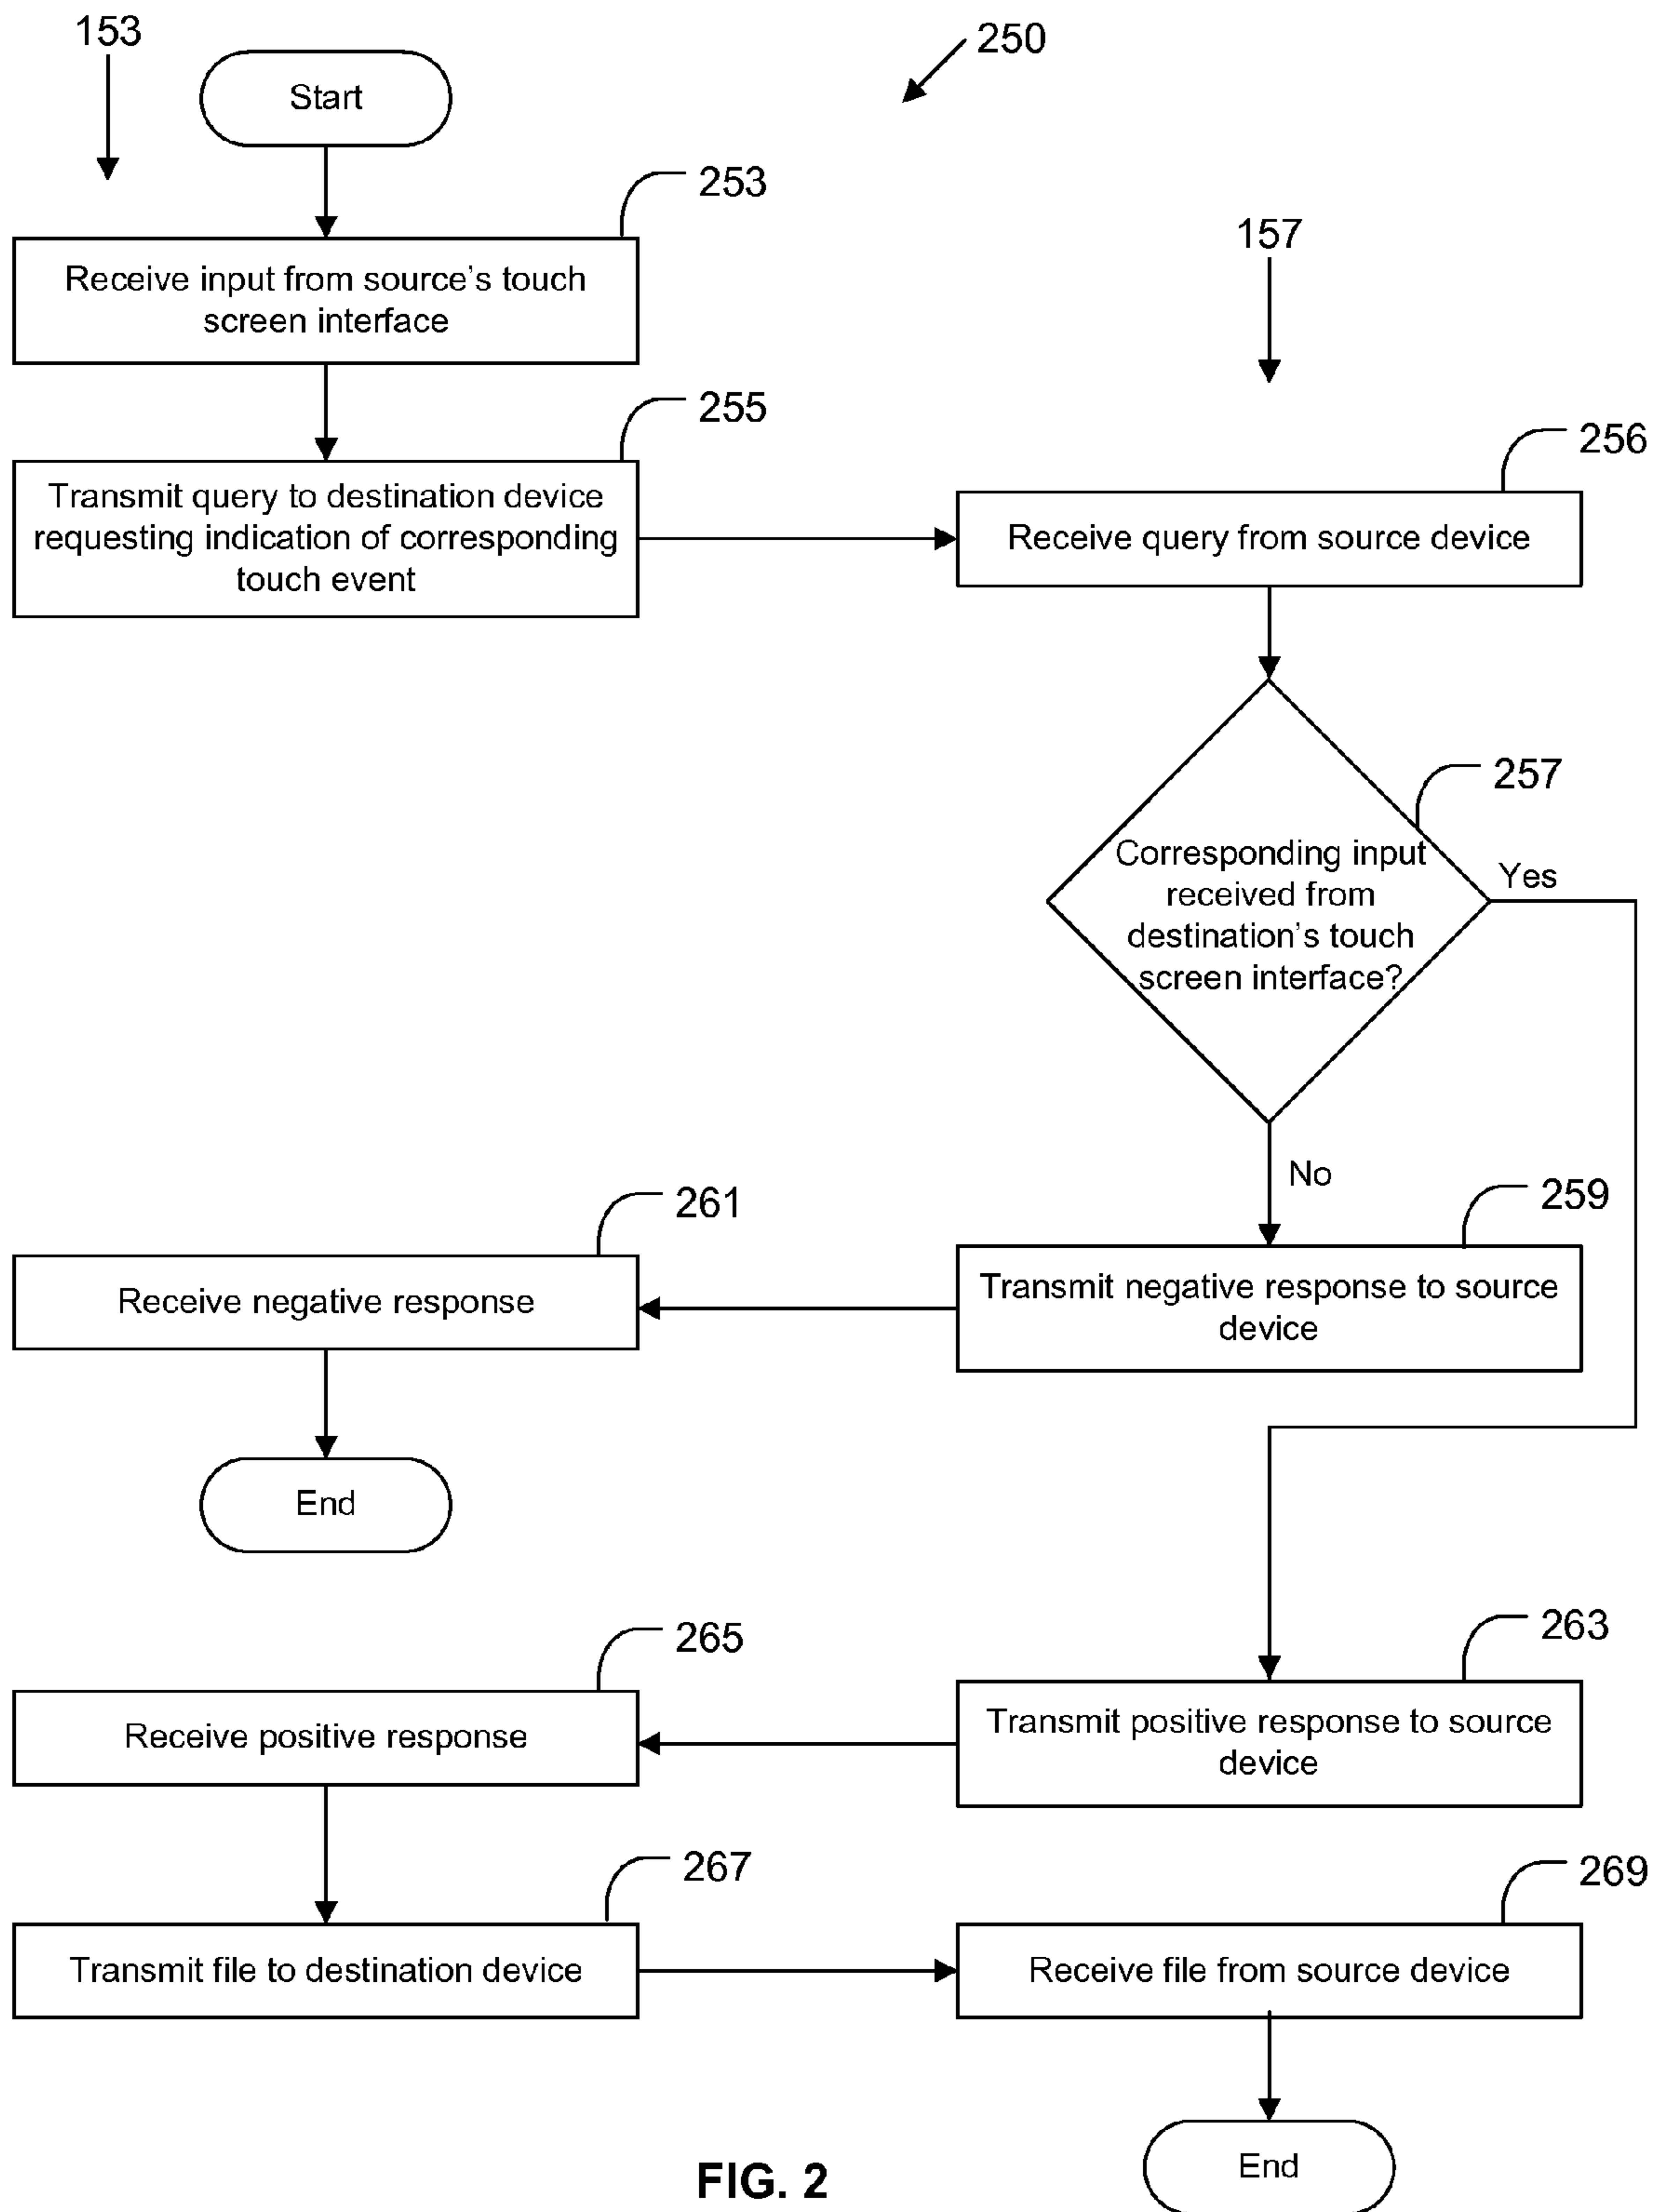 153
250
Start
253
Receive input from source's touch
screen interface
157
255
Transmit query to destination device
requesting indication of corresponding
touch event
256
Receive query from source device
257
Corresponding input
received from
destination's touch
screen interface?
Yes
No
259
Transmit negative response to source
device
261
Receive negative response
End
263
Transmit positive response to source
device
265
Receive positive response
267
Transmit file to destination device
269
Receive file from source device
End
FIG. 2